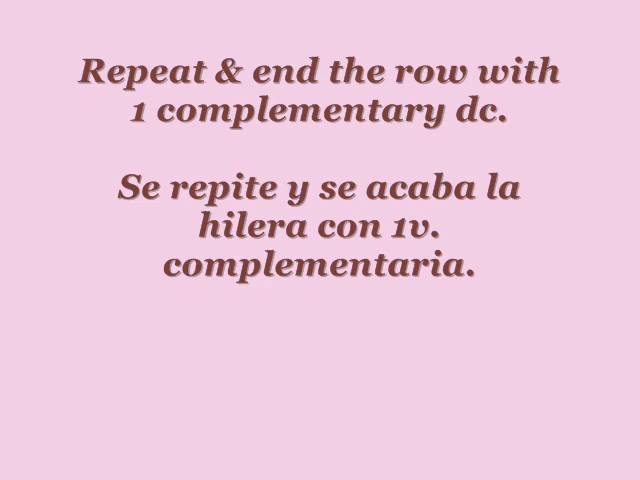 Repeat & end the row with
1 complementary dc.
Se repite y se acaba la
hilera con 1v.
complementaria.